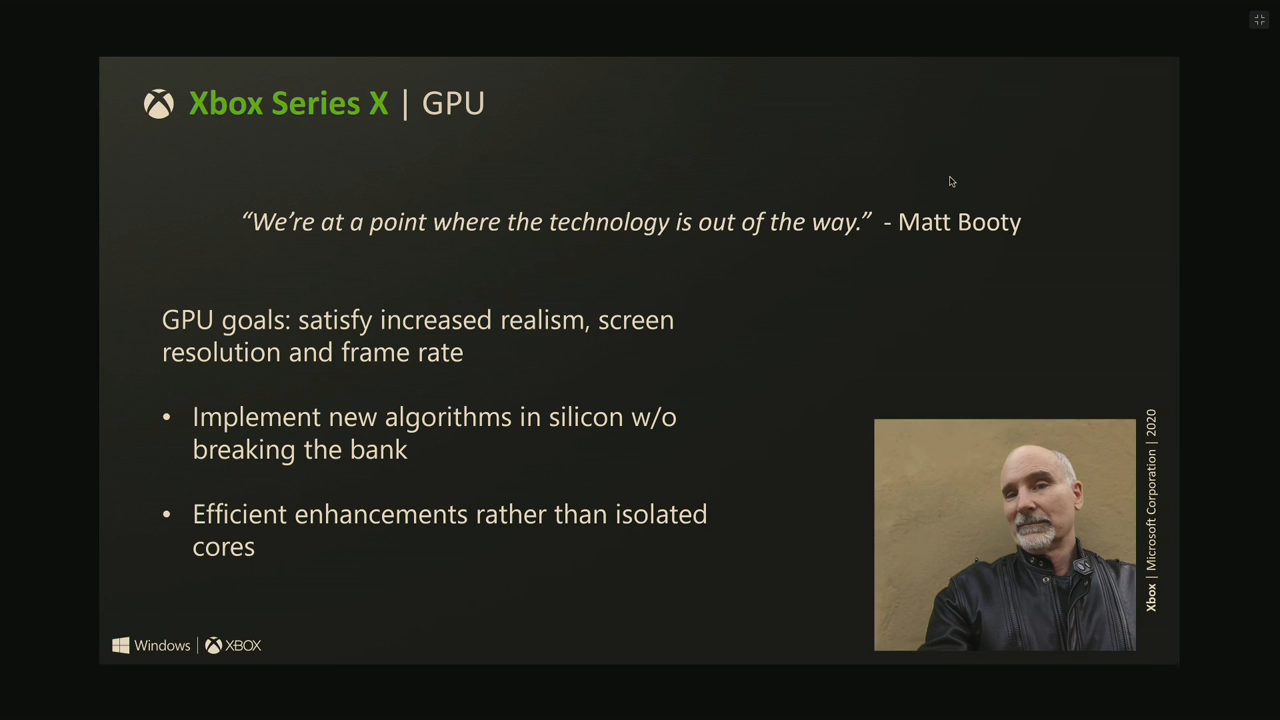 Xbox Series X | GPU
“We’re at a point where the technology is out of the way.” - Matt Booty
GPU goals: satisfy increased realism, screen
resolution and frame rate
• Implement new algorithms in silicon w/o
breaking the bank
• Efficient enhancements rather than isolated
cores
Xbox | Microsoft Corporation | 2020
Windows | XBOX